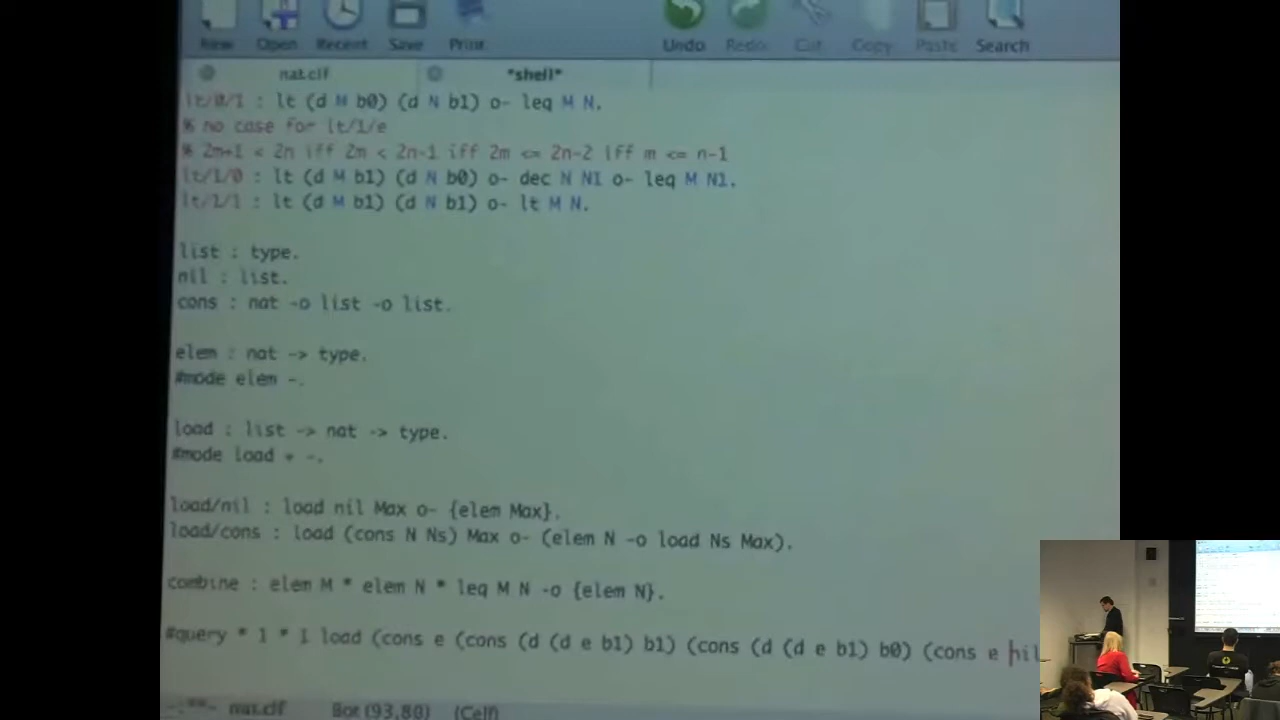 New Open Recent Save Print Undo Redo Cut Copy Paste Search
nat.clf *shell*
lt/0/1 : lt (d M b0) (d N b1) o- leq M N.
% no case for lt/1/e
% 2m+1 < 2n iff 2m < 2n-1 iff 2m <= 2n-2 iff m <= n-1
lt/1/0 : lt (d M b1) (d N b0) o- dec N N1 o- leq M N1.
lt/1/1 : lt (d M b1) (d N b1) o- lt M N.
list : type.
nil : list.
cons : nat -o list -o list.
elem : nat -> type.
#mode elem -.
load : list -> nat -> type.
#mode load + -.
load/nil : load nil Max o- {elem Max}.
load/cons : load (cons N Ns) Max o- (elem N -o load Ns Max).
combine : elem M * elem N * leq M N -o {elem N}.
#query * 1 * 1 load (cons e (cons (d (d e b1) b1) (cons (d (d e b1) b0) (cons e nil
nat.clf Bot (93,80) (Celf)